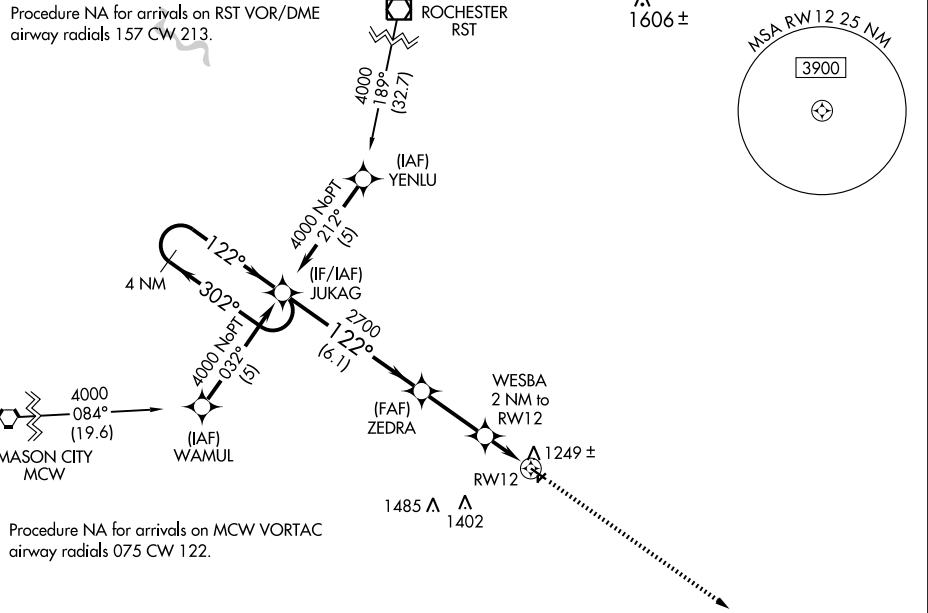 Procedure NA for arrivals on RST VOR/DME
airway radials 157 CW 213.
ROCHESTER
RST
1606 ±
MSA RW12 25 NM
3900
4000
189°
(32.7)
(IAF)
YENLU
4000 NoPT
212°
(5)
122°
4 NM
302°
(IF/IAF)
JUKAG
2700
122°
(6.1)
4000 NoPT
032°
(5)
4000
084°
(19.6)
MASON CITY
MCW
(IAF)
WAMUL
(FAF)
ZEDRA
WESBA
2 NM to
RW12
1249 ±
RW12
1485
1402
Procedure NA for arrivals on MCW VORTAC
airway radials 075 CW 122.